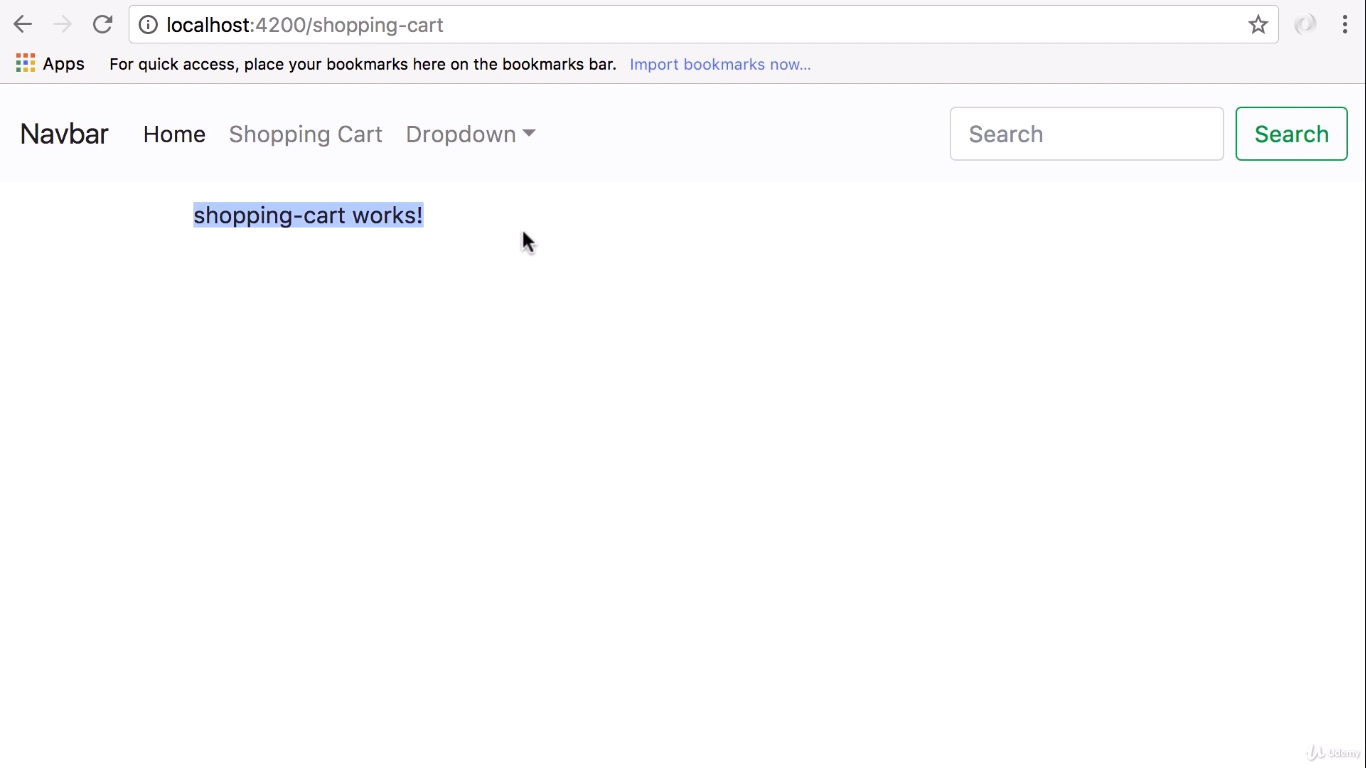 localhost:4200/shopping-cart
Apps For quick access, place your bookmarks here on the bookmarks bar. Import bookmarks now...
Navbar Home Shopping Cart Dropdown Search Search
shopping-cart works!
Udemy